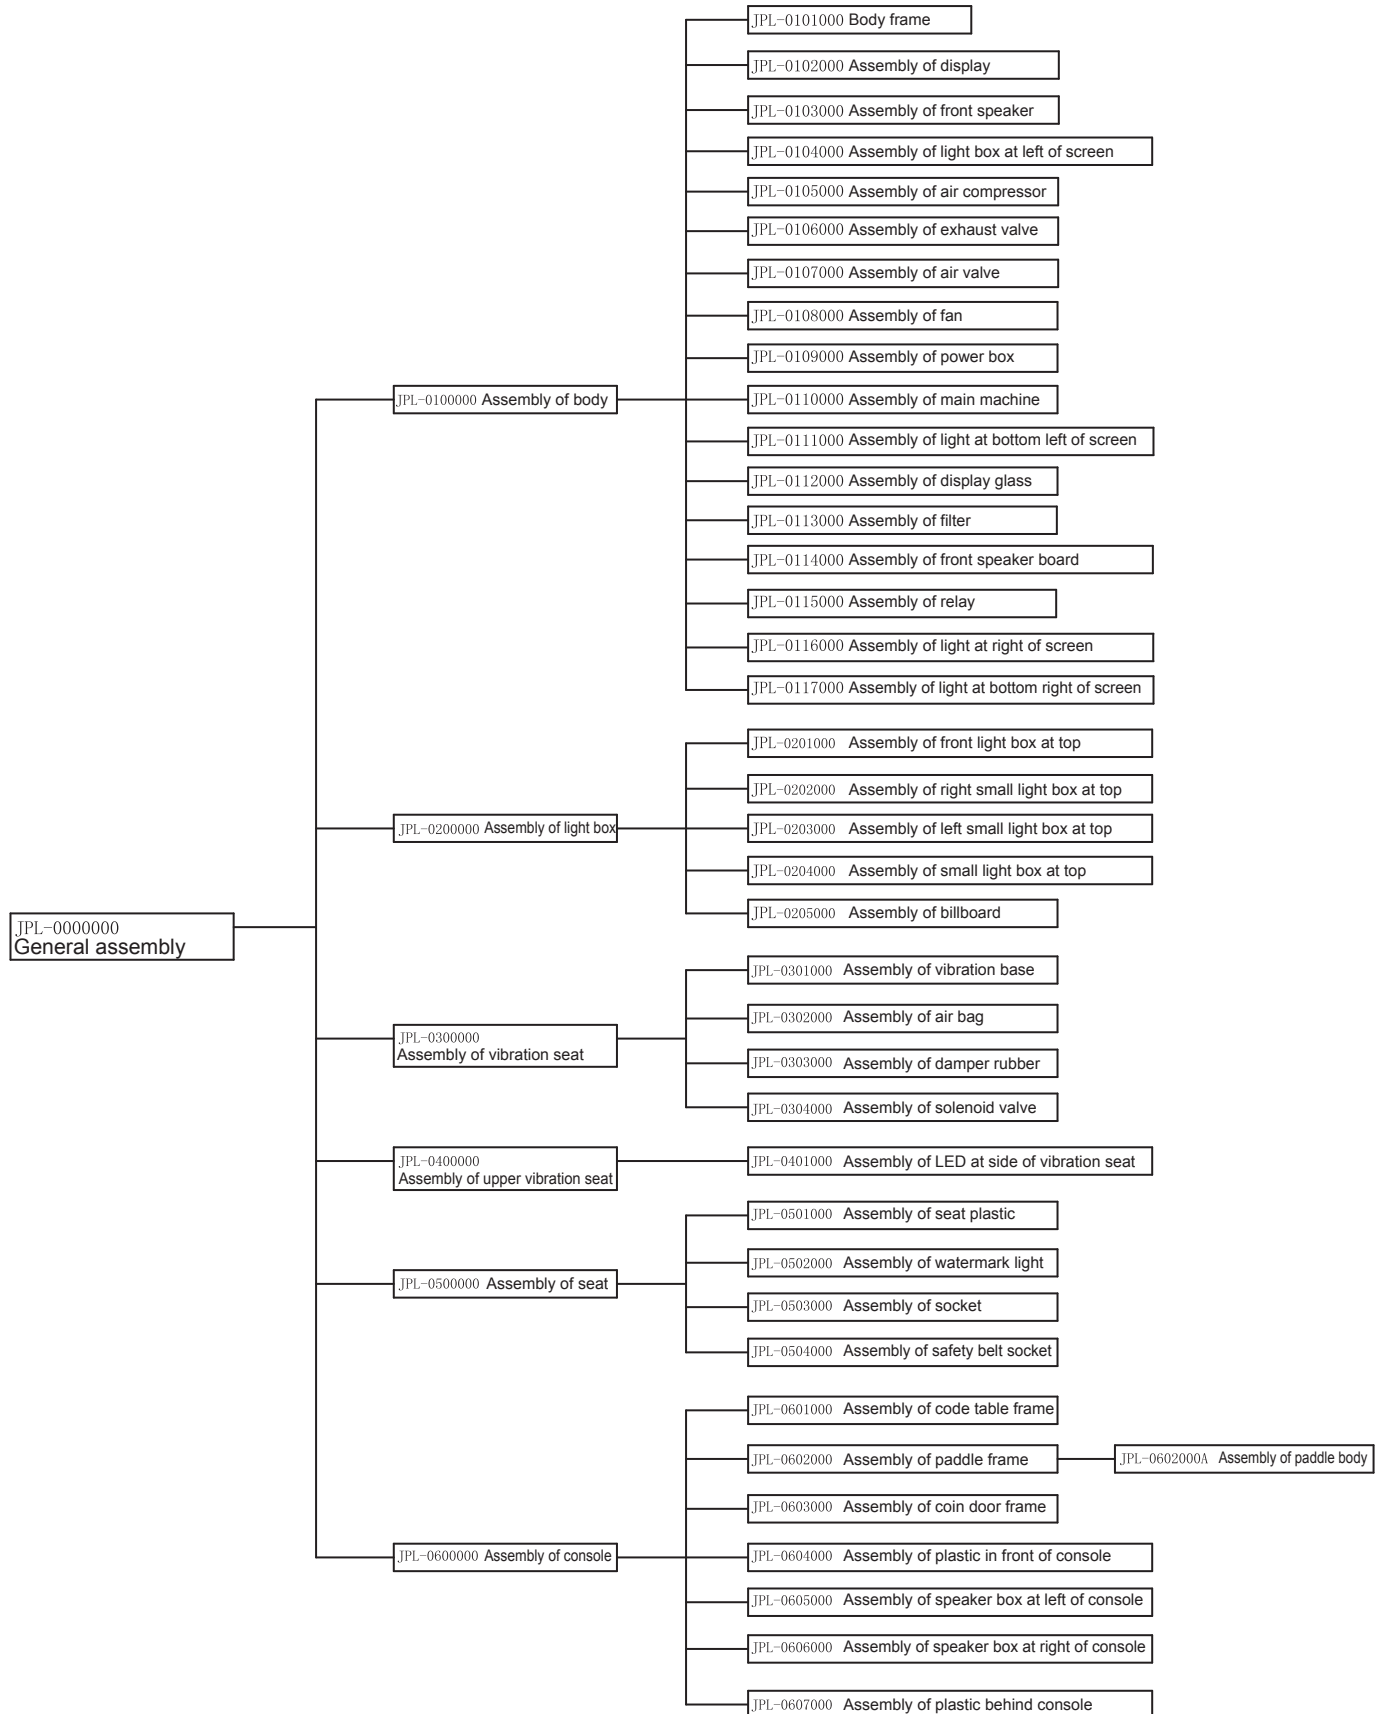 JPL-0101000 Body frame
JPL-0102000 Assembly of display
JPL-0103000 Assembly of front speaker
JPL-0104000 Assembly of light box at left of screen
JPL-0105000 Assembly of air compressor
JPL-0106000 Assembly of exhaust valve
JPL-0107000 Assembly of air valve
JPL-0108000 Assembly of fan
JPL-0109000 Assembly of power box
JPL-0100000 Assembly of body
JPL-0110000 Assembly of main machine
JPL-0111000 Assembly of light at bottom left of screen
JPL-0112000 Assembly of display glass
JPL-0113000 Assembly of filter
JPL-0114000 Assembly of front speaker board
JPL-0115000 Assembly of relay
JPL-0116000 Assembly of light at right of screen
JPL-0117000 Assembly of light at bottom right of screen
JPL-0201000 Assembly of front light box at top
JPL-0202000 Assembly of right small light box at top
JPL-0200000 Assembly of light box
JPL-0203000 Assembly of left small light box at top
JPL-0204000 Assembly of small light box at top
JPL-0205000 Assembly of billboard
JPL-0000000
General assembly
JPL-0301000 Assembly of vibration base
JPL-0302000 Assembly of air bag
JPL-0300000
Assembly of vibration seat
JPL-0303000 Assembly of damper rubber
JPL-0304000 Assembly of solenoid valve
JPL-0400000
Assembly of upper vibration seat
JPL-0401000 Assembly of LED at side of vibration seat
JPL-0501000 Assembly of seat plastic
JPL-0502000 Assembly of watermark light
JPL-0500000 Assembly of seat
JPL-0503000 Assembly of socket
JPL-0504000 Assembly of safety belt socket
JPL-0601000 Assembly of code table frame
JPL-0602000 Assembly of paddle frame
JPL-0602000A Assembly of paddle body
JPL-0603000 Assembly of coin door frame
JPL-0600000 Assembly of console
JPL-0604000 Assembly of plastic in front of console
JPL-0605000 Assembly of speaker box at left of console
JPL-0606000 Assembly of speaker box at right of console
JPL-0607000 Assembly of plastic behind console